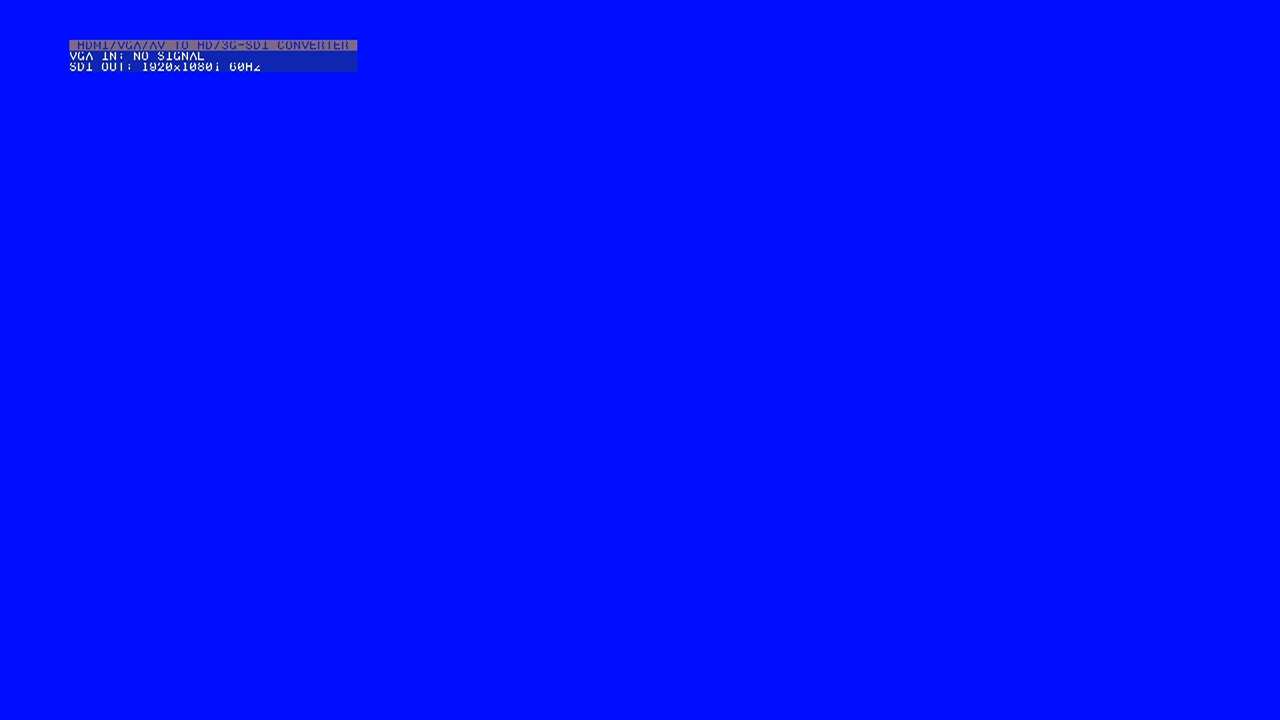 HDMI/VGA/AV TO HD/3G-SDI CONVERTER
VGA IN: NO SIGNAL
SDI OUT: 1920x1080i 60Hz